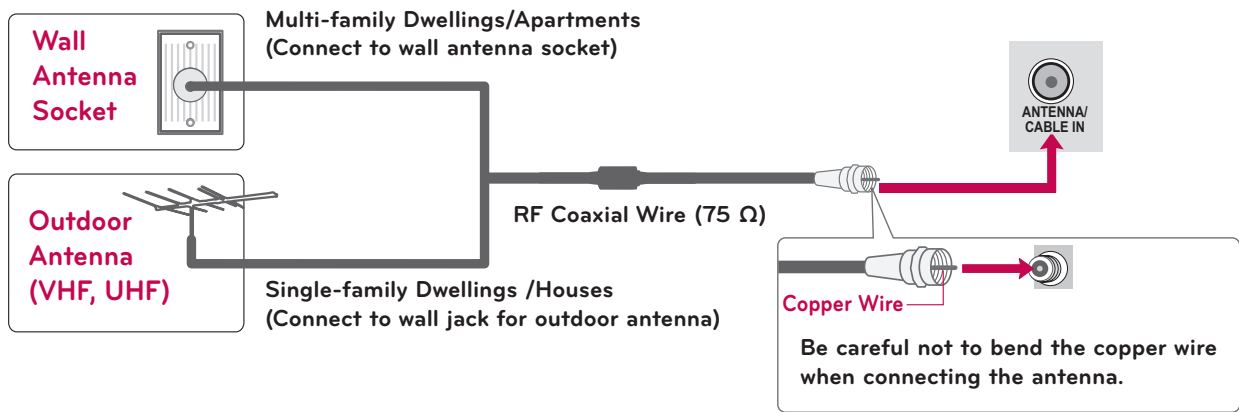 Wall
Antenna
Socket
Multi-family Dwellings/Apartments
(Connect to wall antenna socket)
ANTENNA/
CABLE IN
Outdoor
Antenna
(VHF, UHF)
RF Coaxial Wire (75 Ω)
Single-family Dwellings /Houses
(Connect to wall jack for outdoor antenna)
Copper Wire
Be careful not to bend the copper wire
when connecting the antenna.